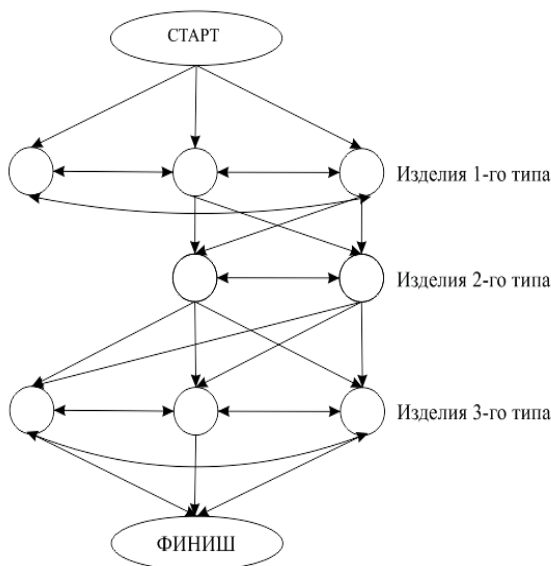 СТАРТ
Изделия 1-го типа
Изделия 2-го типа
Изделия 3-го типа
ФИНИШ